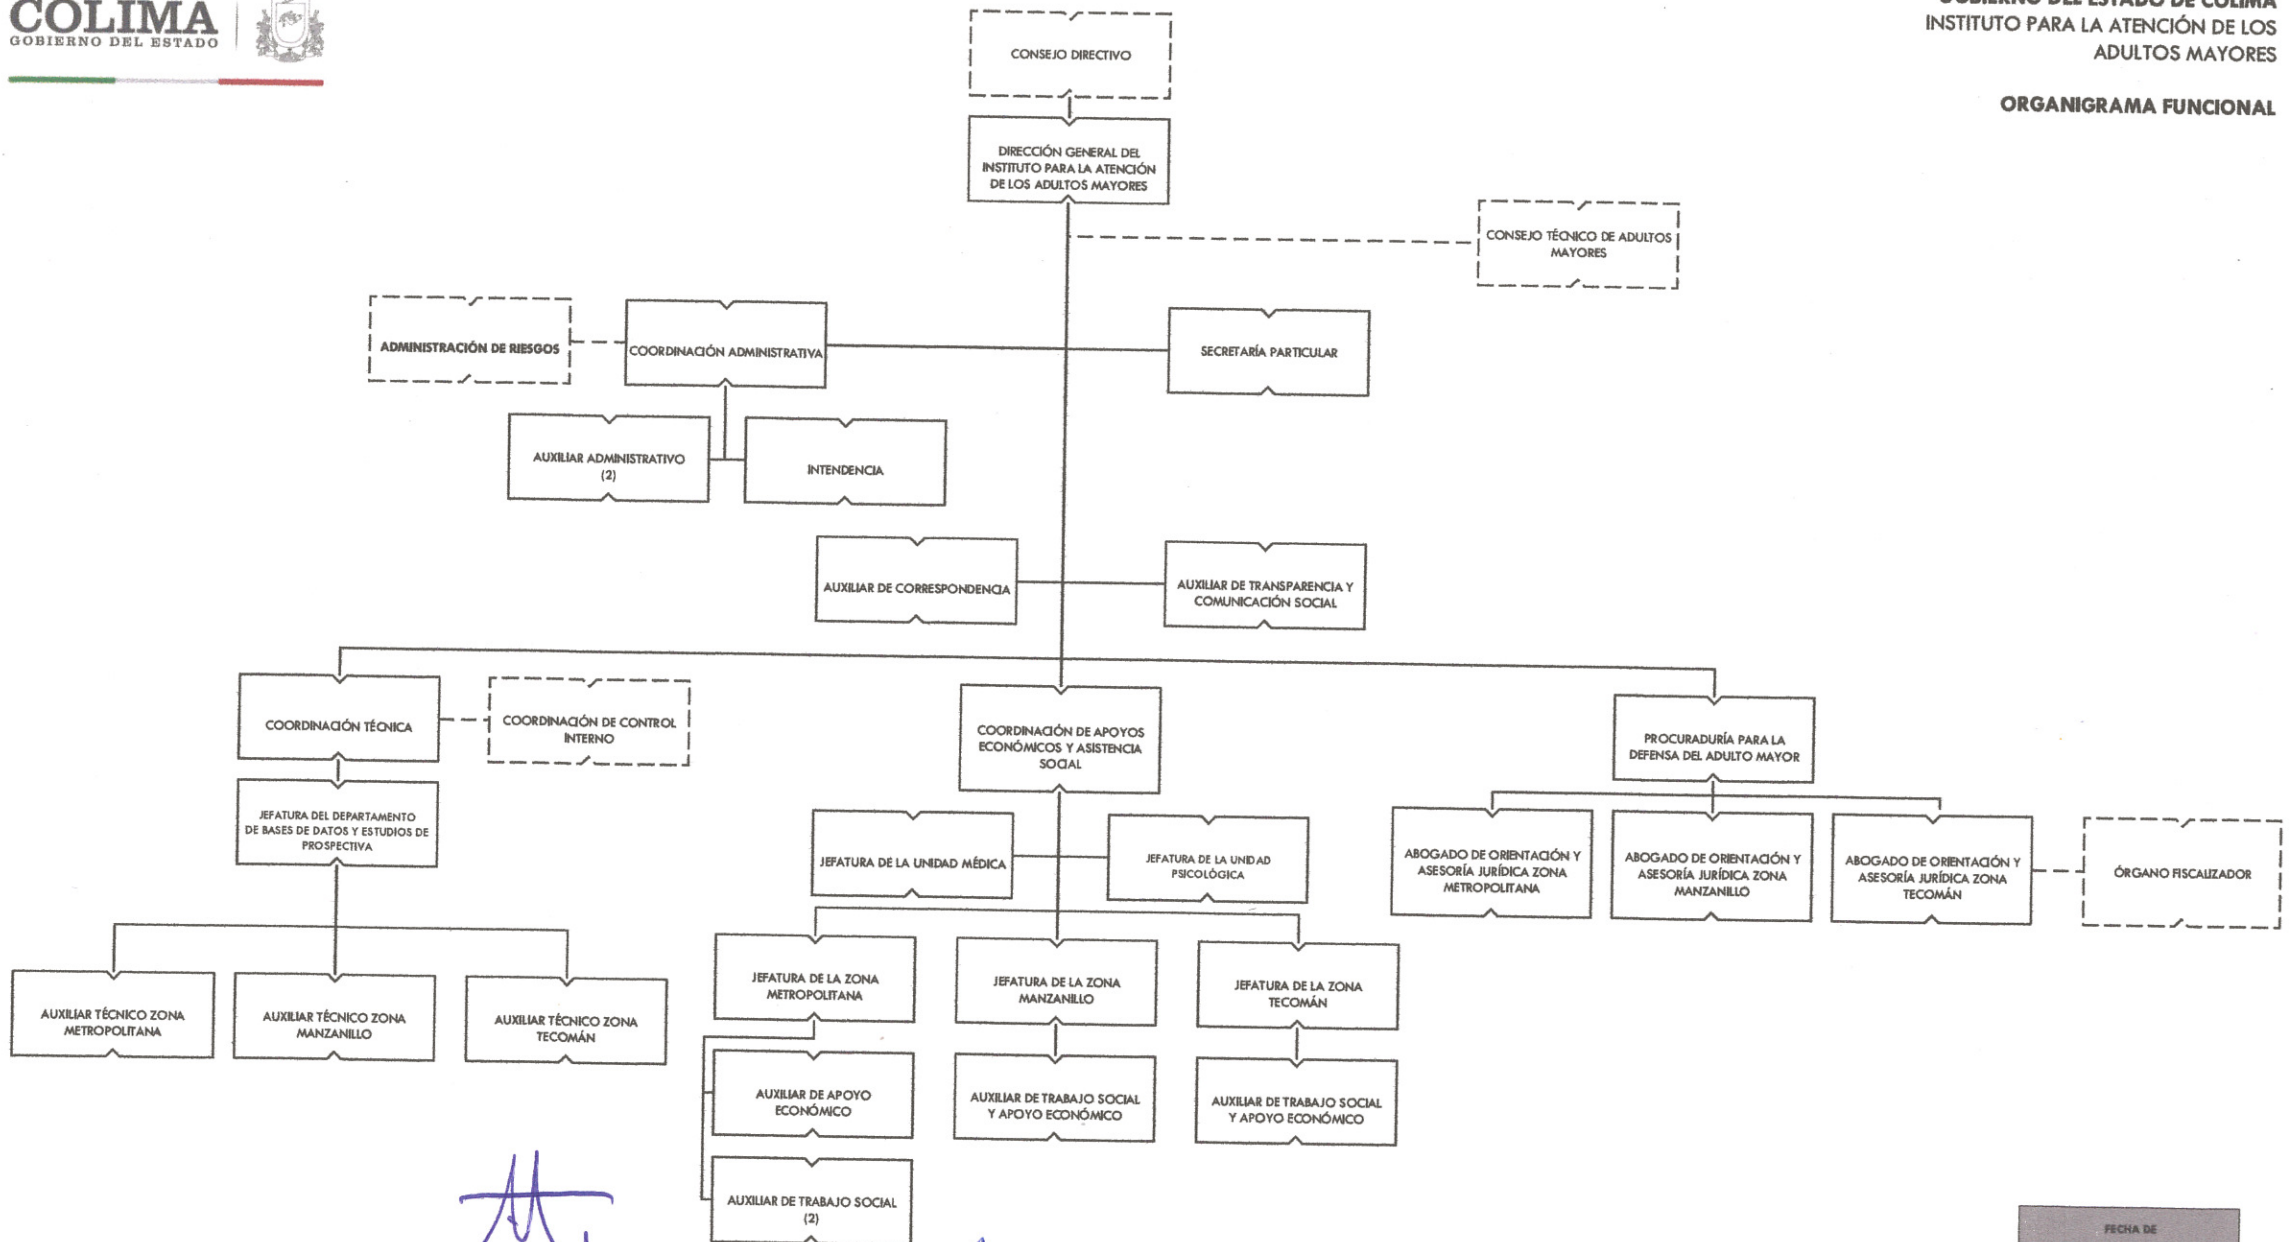 COLIMA
GOBIERNO DEL ESTADO
GOBIERNO DEL ESTADO DE COLIMA
INSTITUTO PARA LA ATENCIÓN DE LOS
ADULTOS MAYORES
ORGANIGRAMA FUNCIONAL
CONSEJO DIRECTIVO
DIRECCIÓN GENERAL DEL
INSTITUTO PARA LA ATENCIÓN
DE LOS ADULTOS MAYORES
CONSEJO TÉCNICO DE ADULTOS
MAYORES
ADMINISTRACIÓN DE RIESGOS
COORDINACIÓN ADMINISTRATIVA
SECRETARÍA PARTICULAR
AUXILIAR ADMINISTRATIVO
(2)
INTENDENCIA
AUXILIAR DE CORRESPONDENCIA
AUXILIAR DE TRANSPARENCIA Y
COMUNICACIÓN SOCIAL
COORDINACIÓN TÉCNICA
COORDINACIÓN DE CONTROL
INTERNO
COORDINACIÓN DE APOYOS
ECONÓMICOS Y ASISTENCIA
SOCIAL
PROCURADURÍA PARA LA
DEFENSA DEL ADULTO MAYOR
JEFATURA DEL DEPARTAMENTO
DE BASES DE DATOS Y ESTUDIOS DE
PROSPECTIVA
JEFATURA DE LA UNIDAD MÉDICA
JEFATURA DE LA UNIDAD
PSICOLÓGICA
ABOGADO DE ORIENTACIÓN Y
ASESORÍA JURÍDICA ZONA
METROPOLITANA
ABOGADO DE ORIENTACIÓN Y
ASESORÍA JURÍDICA ZONA
MANZANILLO
ABOGADO DE ORIENTACIÓN Y
ASESORÍA JURÍDICA ZONA
TECOMÁN
ÓRGANO FISCALIZADOR
AUXILIAR TÉCNICO ZONA
METROPOLITANA
AUXILIAR TÉCNICO ZONA
MANZANILLO
AUXILIAR TÉCNICO ZONA
TECOMÁN
JEFATURA DE LA ZONA
METROPOLITANA
JEFATURA DE LA ZONA
MANZANILLO
JEFATURA DE LA ZONA
TECOMÁN
AUXILIAR DE APOYO
ECONÓMICO
AUXILIAR DE TRABAJO SOCIAL
Y APOYO ECONÓMICO
AUXILIAR DE TRABAJO SOCIAL
Y APOYO ECONÓMICO
AUXILIAR DE TRABAJO SOCIAL
(2)
FECHA DE